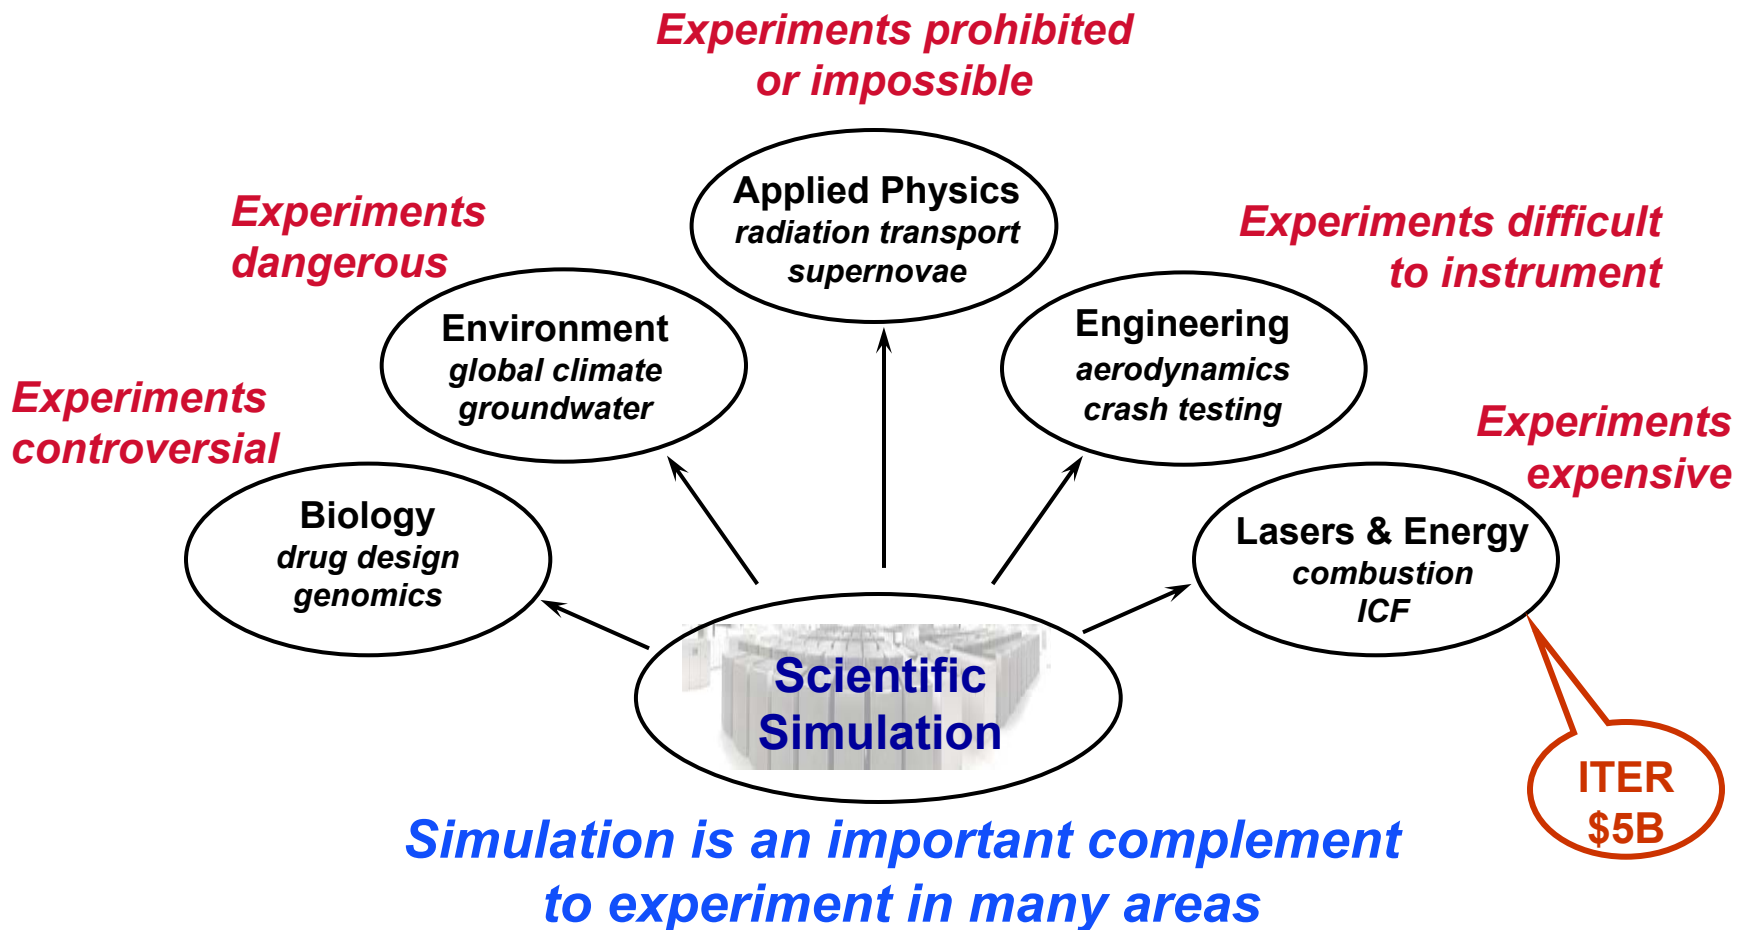 Experiments prohibited
or impossible
Applied Physics
radiation transport
supernovae
Experiments
dangerous
Experiments difficult
to instrument
Environment
global climate
groundwater
Engineering
aerodynamics
crash testing
Experiments
controversial
Experiments
expensive
Biology
drug design
genomics
Lasers & Energy
combustion
ICF
Scientific
Simulation
ITER
$5B
Simulation is an important complement
to experiment in many areas